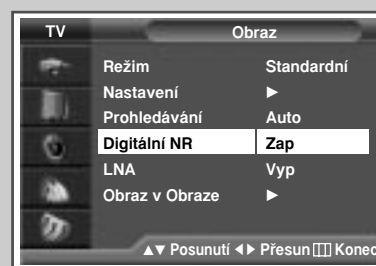 TV Obraz
Režim Standardní
Nastavení ►
Prohledávání Auto
Digitální NR Zap
LNA Vyp
Obraz v Obraze ►
▲▼ Posunutí ◄► Přesun Konec